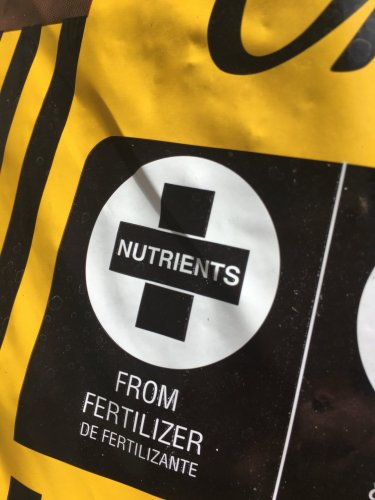 NUTRIENTS
FROM
FERTILIZER
DE FERTILIZANTE